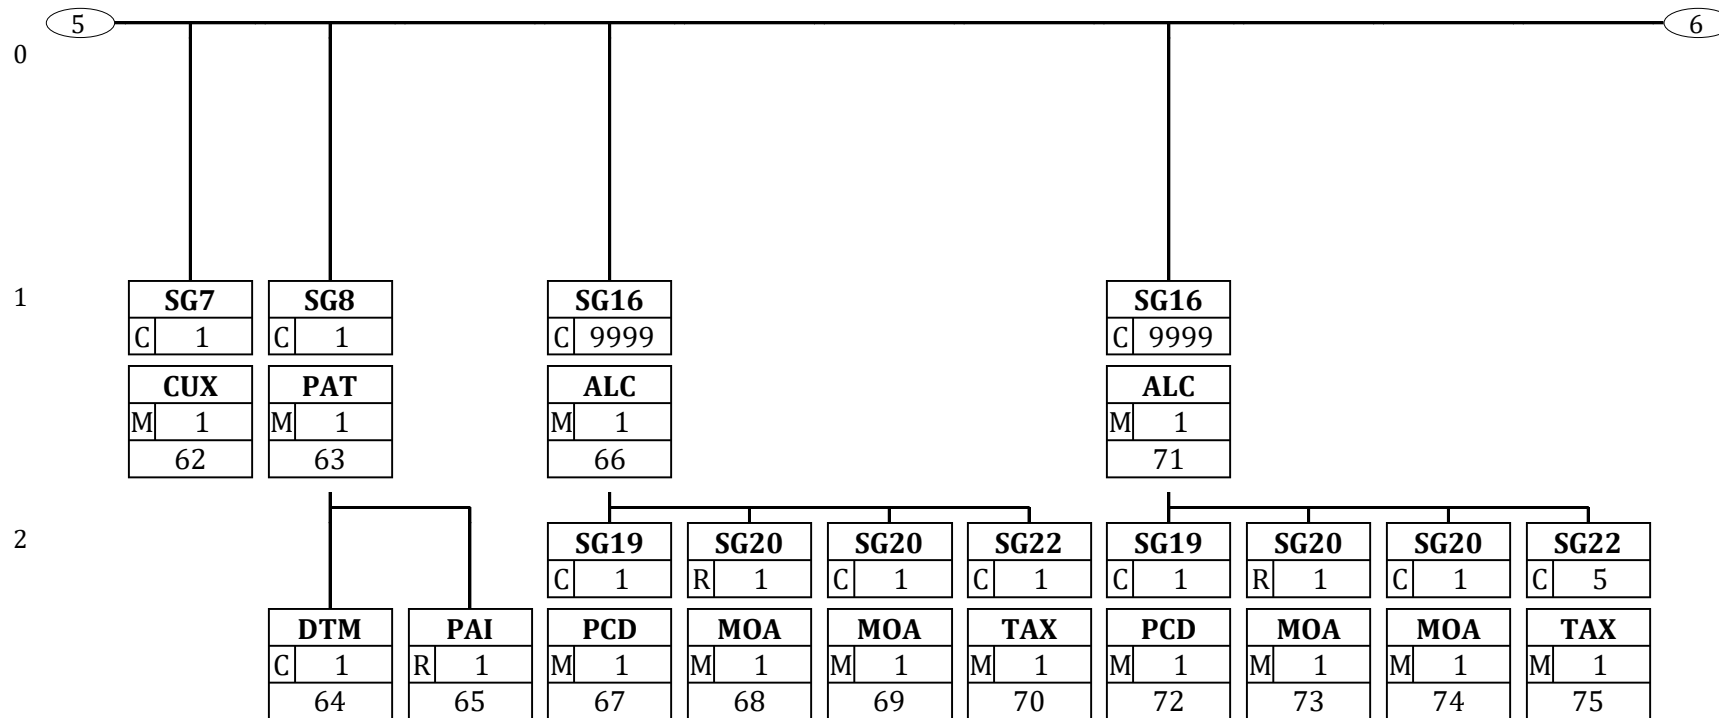 5 6
0
1 SG7 SG8 SG16 SG16
C 1 C 1 C 9999 C 9999
CUX PAT ALC ALC
M 1 M 1 M 1 M 1
62 63 66 71
2 SG19 SG20 SG20 SG22 SG19 SG20 SG20 SG22
C 1 R 1 C 1 C 1 C 1 R 1 C 1 C 5
DTM PAI PCD MOA MOA TAX PCD MOA MOA TAX
C 1 R 1 M 1 M 1 M 1 M 1 M 1 M 1 M 1 M 1
64 65 67 68 69 70 72 73 74 75